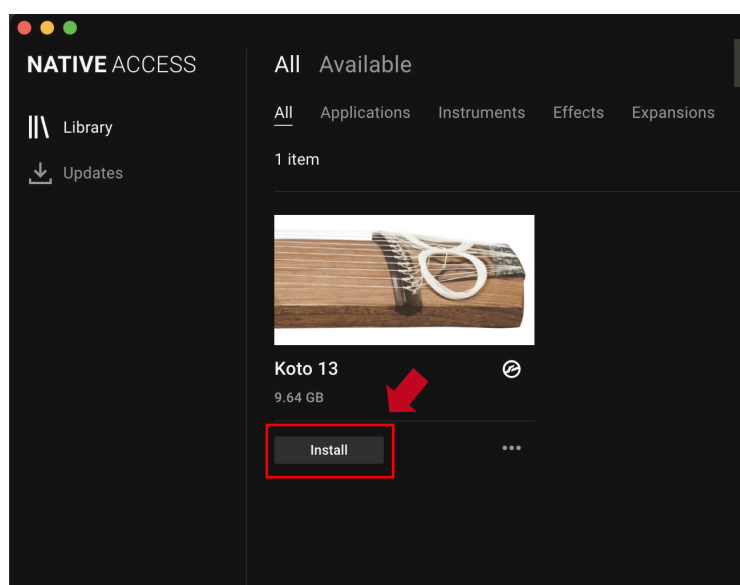 NATIVE ACCESS
Library
Updates
All Available
All Applications Instruments Effects Expansions
1 item
Koto 13
9.64 GB
Install